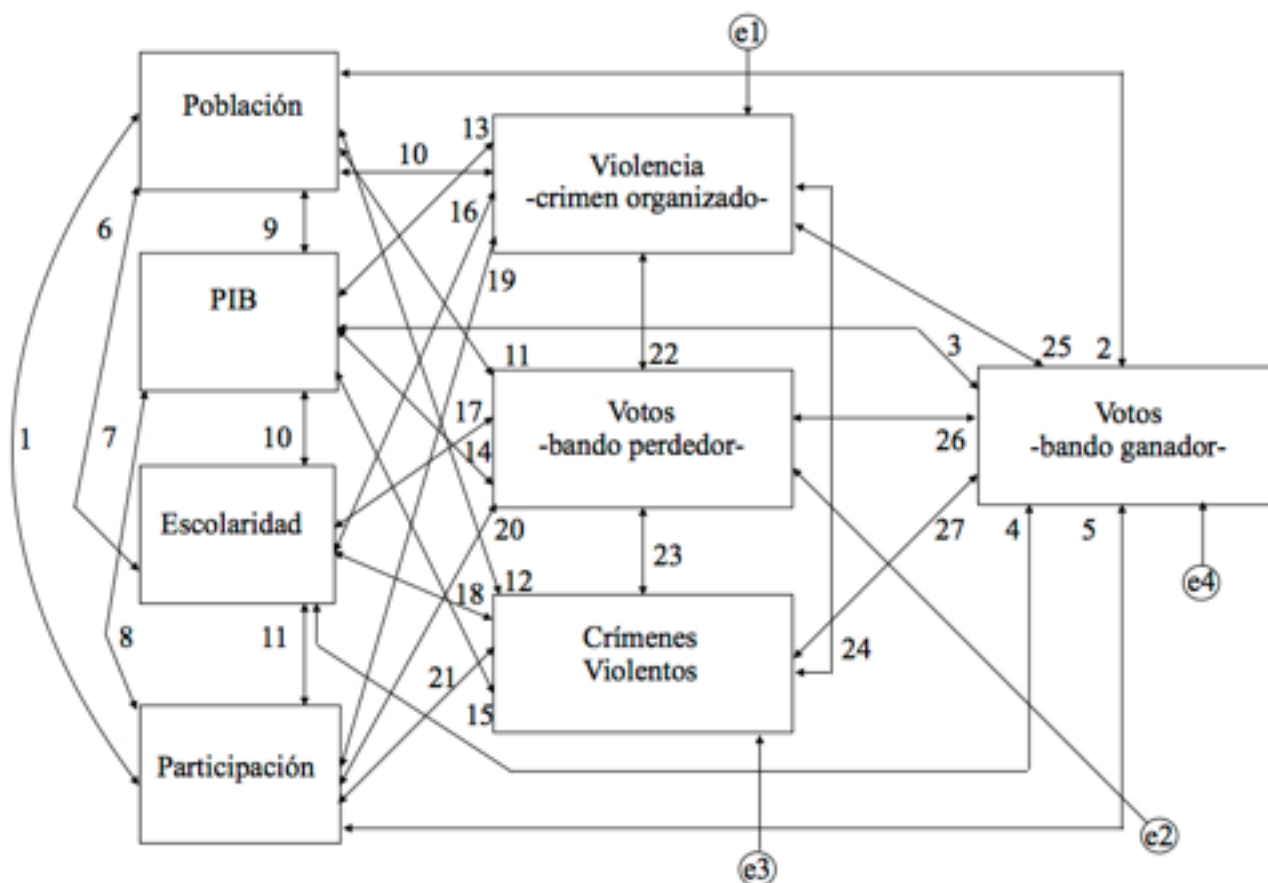 e1
Población
13
Violencia
-crimen organizado-
10
16
6
9
19
PIB
3
25
2
11
22
Votos
-bando perdedor-
Votos
-bando ganador-
1
7
10
17
14
26
Escolaridad
20
27
4
5
23
e4
18
12
8
11
Crímenes
Violentos
24
21
15
Participación
e2
e3